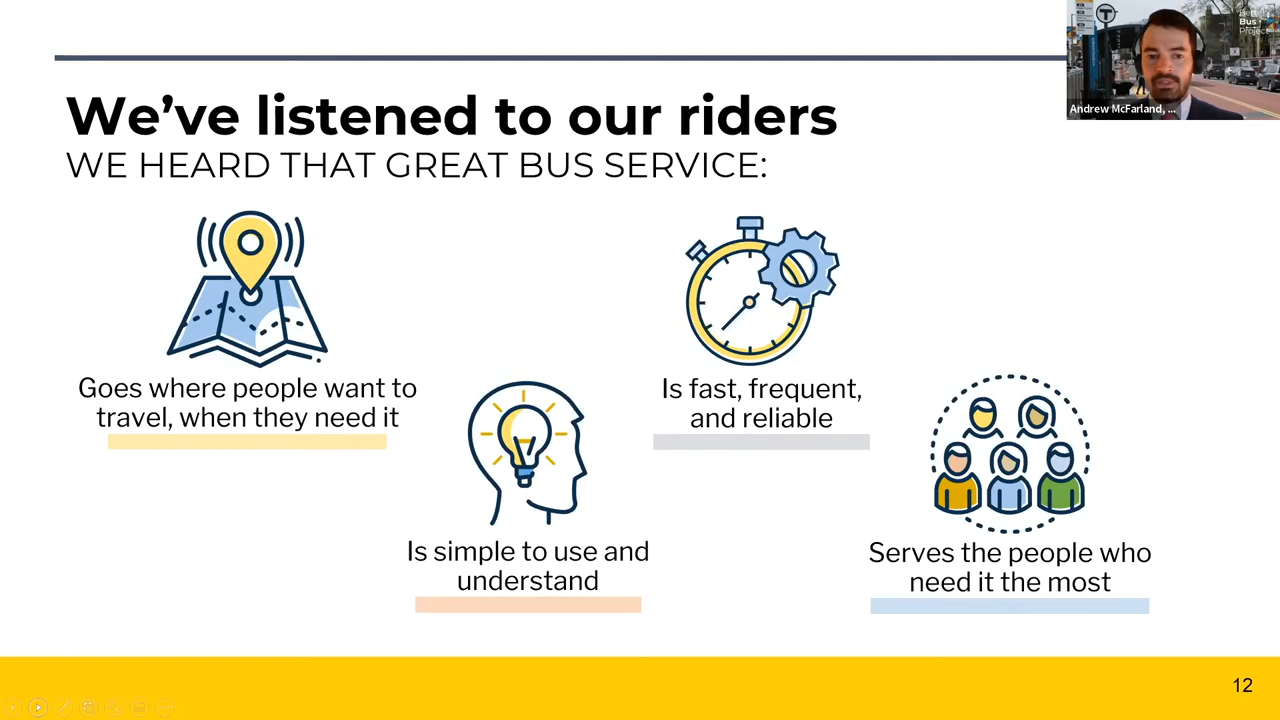 We've listened to our riders
WE HEARD THAT GREAT BUS SERVICE:
Goes where people want to
travel, when they need it
Is simple to use and
understand
Is fast, frequent,
and reliable
Serves the people who
need it the most
12
T
Bus
Project
Andrew McFarland, ...